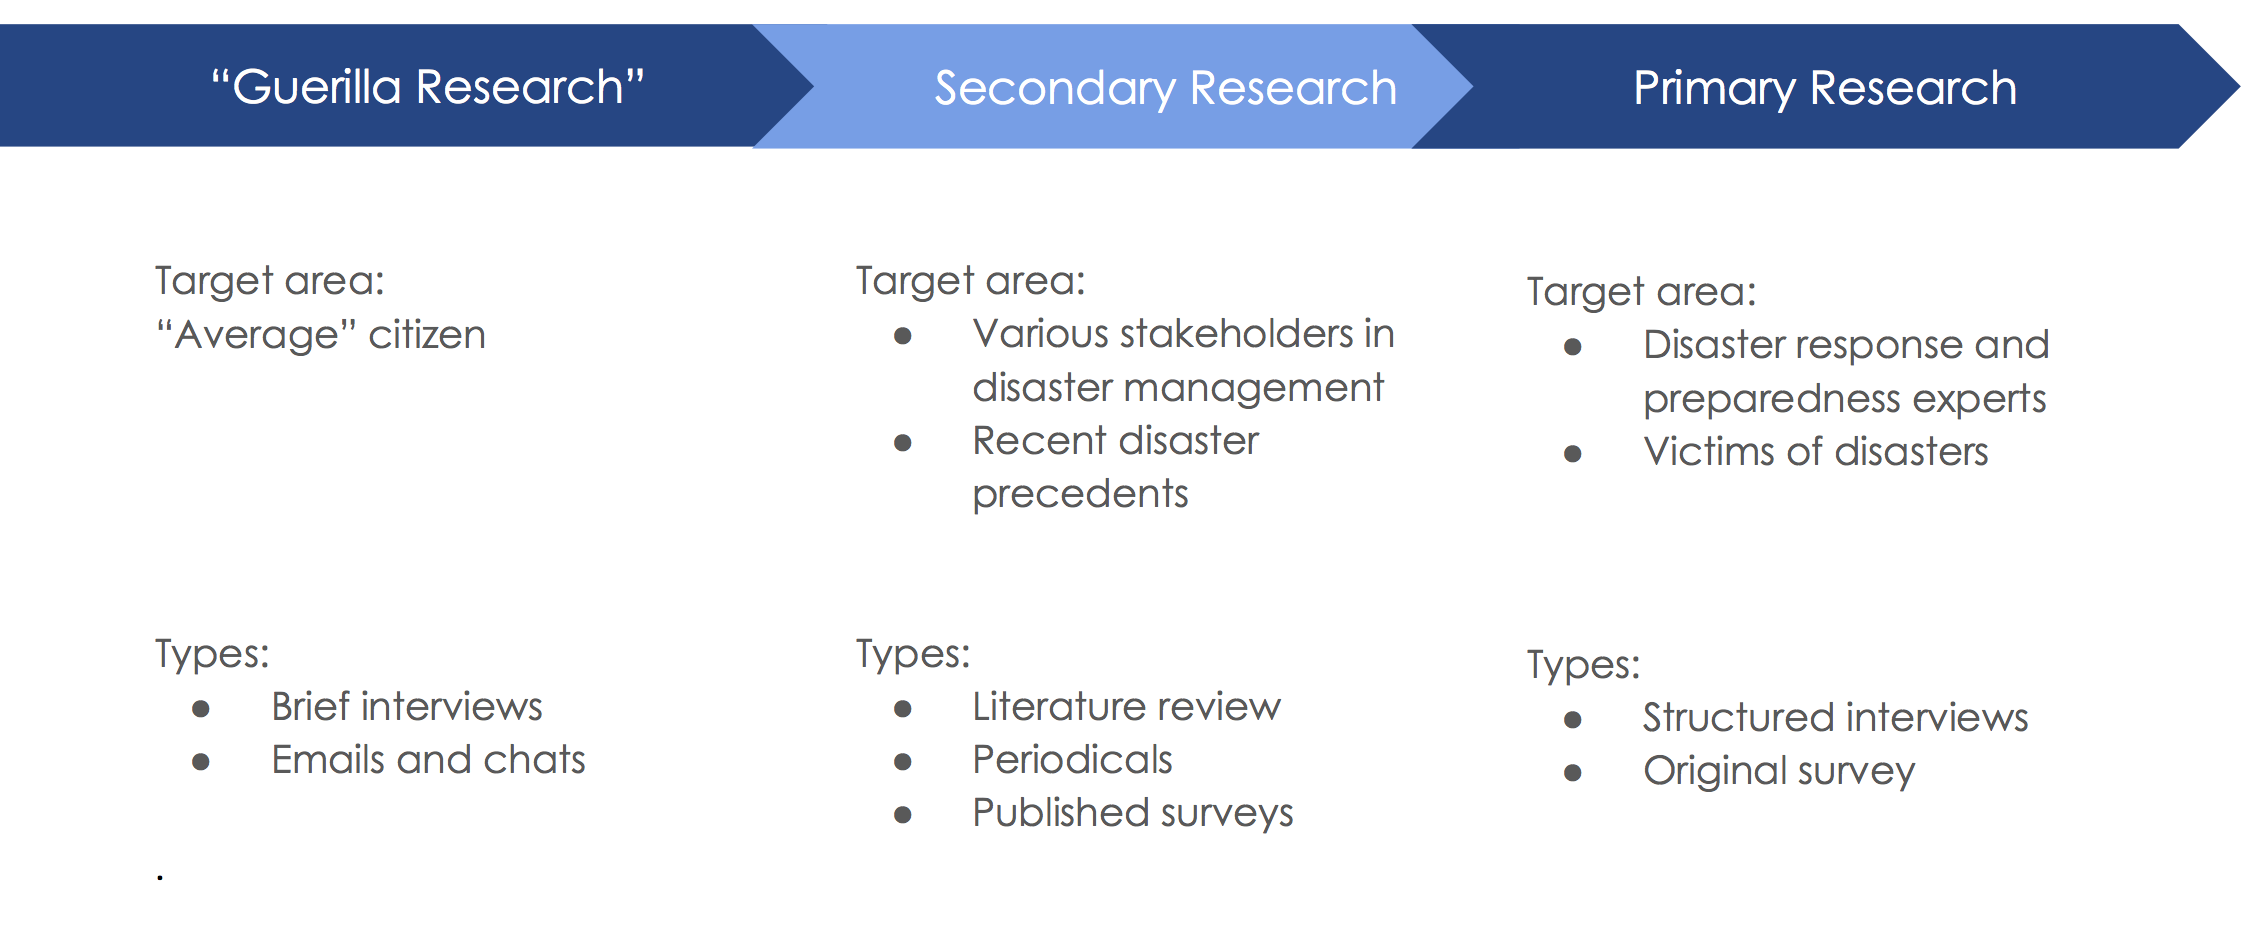 “Guerilla Research”
Secondary Research
Primary Research
Target area:
“Average” citizen
Types:
● Brief interviews
● Emails and chats
.
Target area:
● Various stakeholders in
disaster management
● Recent disaster
precedents
Types:
● Literature review
● Periodicals
● Published surveys
Target area:
● Disaster response and
preparedness experts
● Victims of disasters
Types:
● Structured interviews
● Original survey